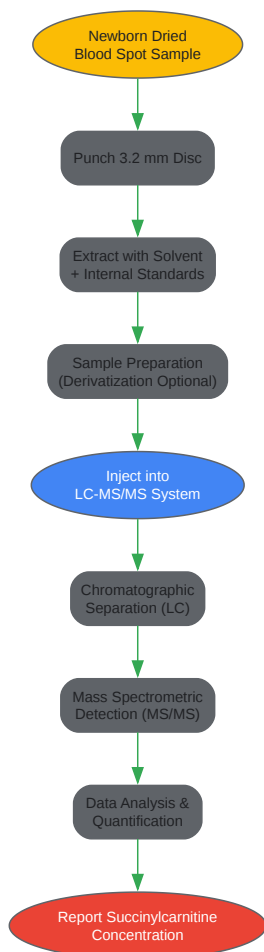 Newborn Dried
Blood Spot Sample
Punch 3.2 mm Disc
Extract with Solvent
+ Internal Standards
Sample Preparation
(Derivatization Optional)
Inject into
LC-MS/MS System
Chromatographic
Separation (LC)
Mass Spectrometric
Detection (MS/MS)
Data Analysis &
Quantification
Report Succinylcarnitine
Concentration